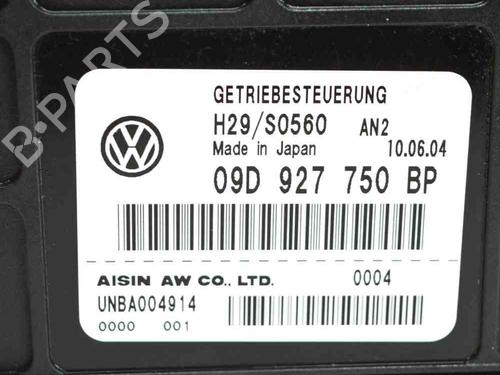 B-PARTS
GETRIEBESTEUERUNG
H29/S0560 AN2
Made in Japan 10.06.04
09D 927 750 BP
AISIN AW CO., LTD. 0004
UNBA004914
0000 001